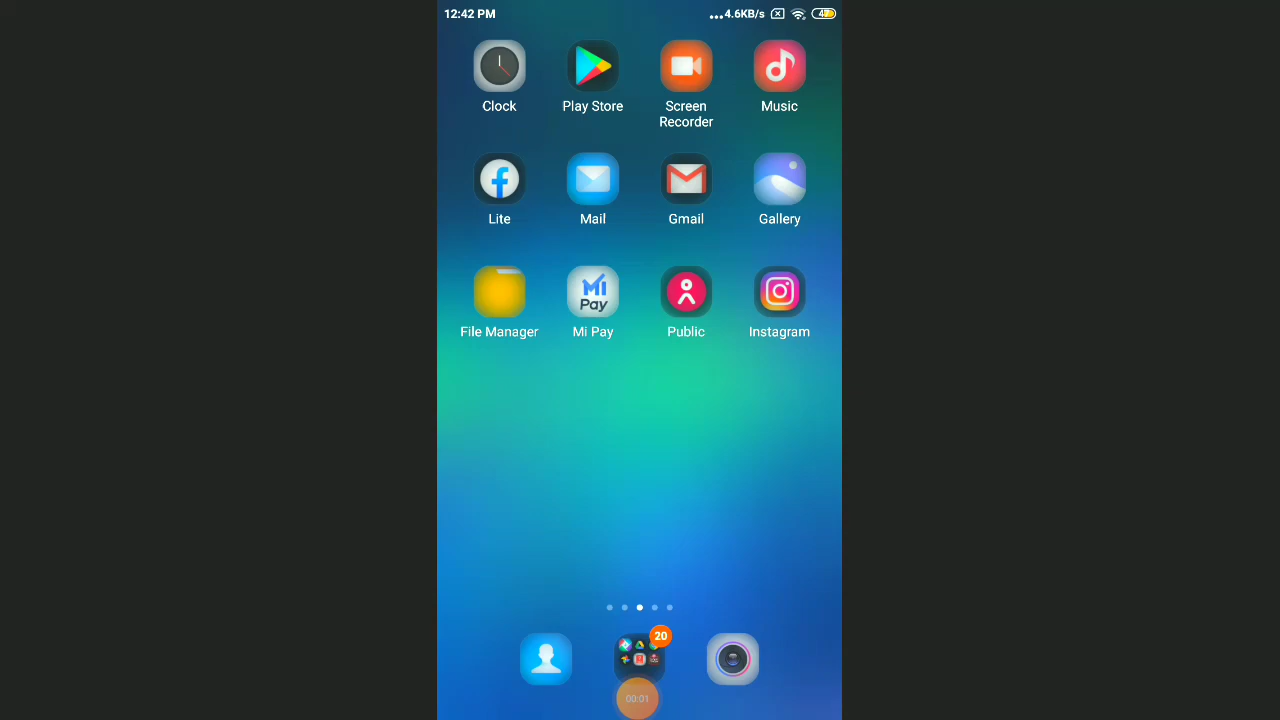 12:42 PM
...4.6KB/s
47
Clock
Play Store
Screen
Recorder
Music
Lite
Mail
Gmail
Gallery
File Manager
Mi
Pay
Mi Pay
Public
Instagram
20
00:01